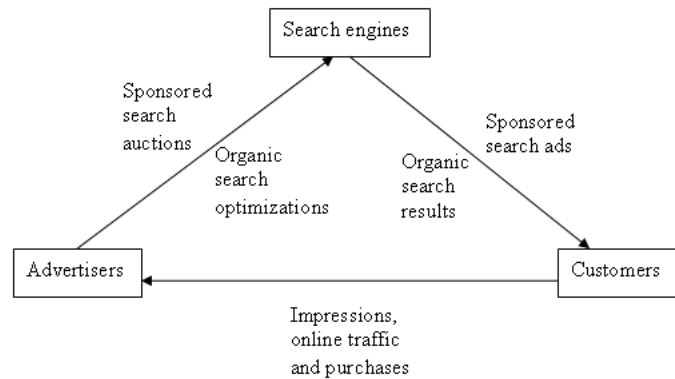 Search engines
Sponsored
search
auctions
Organic
search
optimizations
Organic
search
results
Sponsored
search ads
Advertisers
Customers
Impressions,
online traffic
and purchases